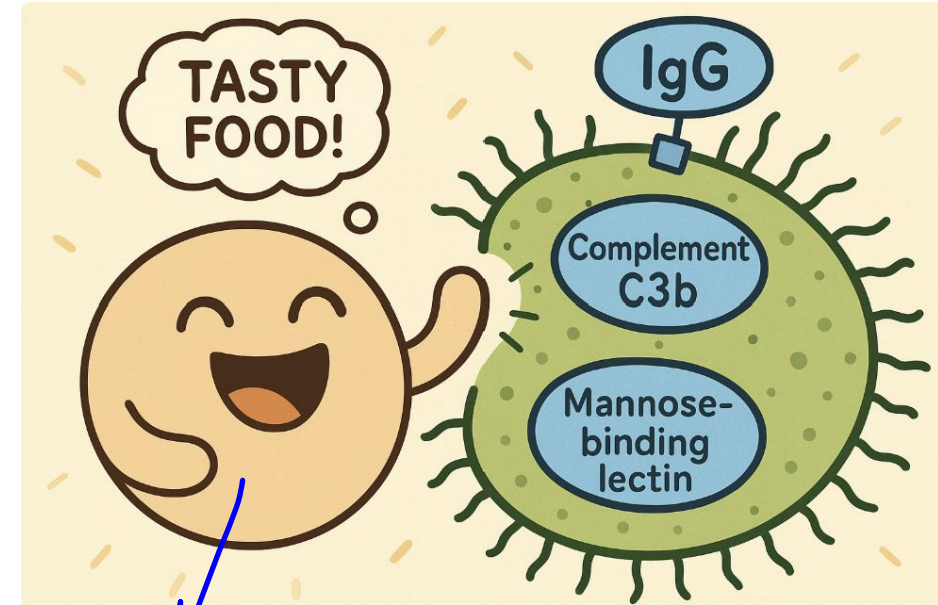 TASTY
FOOD!
IgG
Complement
C3b
Mannose-
binding
lectin